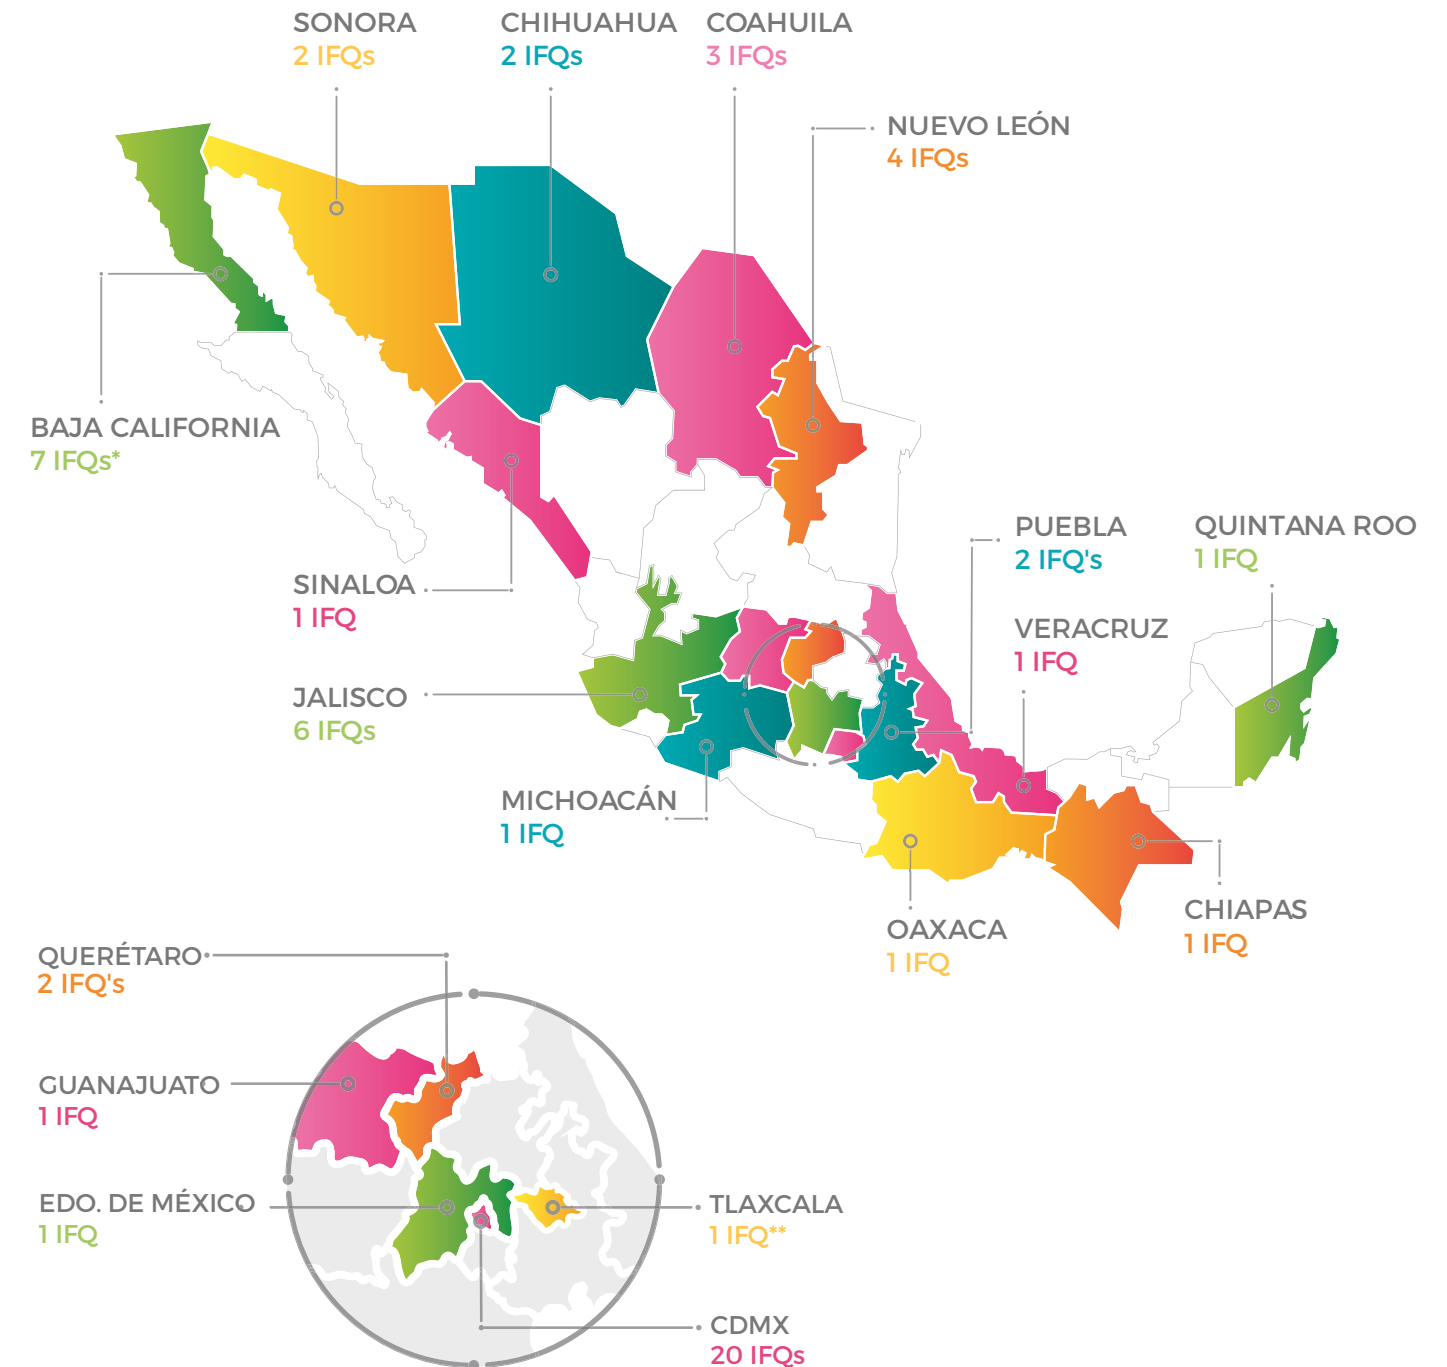 SONORA
2 IFQs
CHIHUAHUA
2 IFQs
COAHUILA
3 IFQs
NUEVO LEÓN
4 IFQs
BAJA CALIFORNIA
7 IFQs*
PUEBLA
2 IFQ's
QUINTANA ROO
1 IFQ
SINALOA
1 IFQ
VERACRUZ
1 IFQ
JALISCO
6 IFQs
MICHOACÁN
1 IFQ
OAXACA
1 IFQ
CHIAPAS
1 IFQ
QUERÉTARO
2 IFQ's
GUANAJUATO
1 IFQ
EDO. DE MÉXICO
1 IFQ
TLAXCALA
1 IFQ**
CDMX
20 IFQs